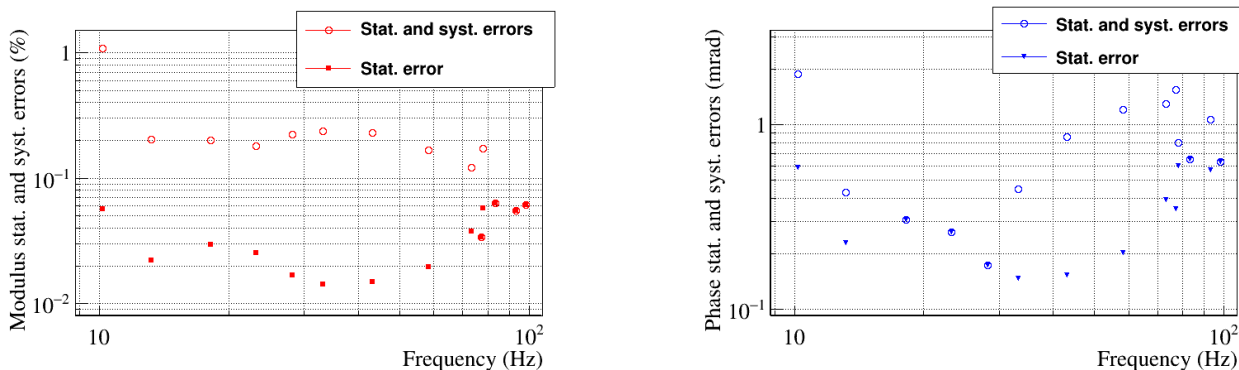 Modulus stat. and syst. errors (%)
Stat. and syst. errors
Stat. error
1
10⁻¹
10⁻²
10
10²
Frequency (Hz)
Phase stat. and syst. errors (mrad)
Stat. and syst. errors
Stat. error
1
10⁻¹
10
10²
Frequency (Hz)